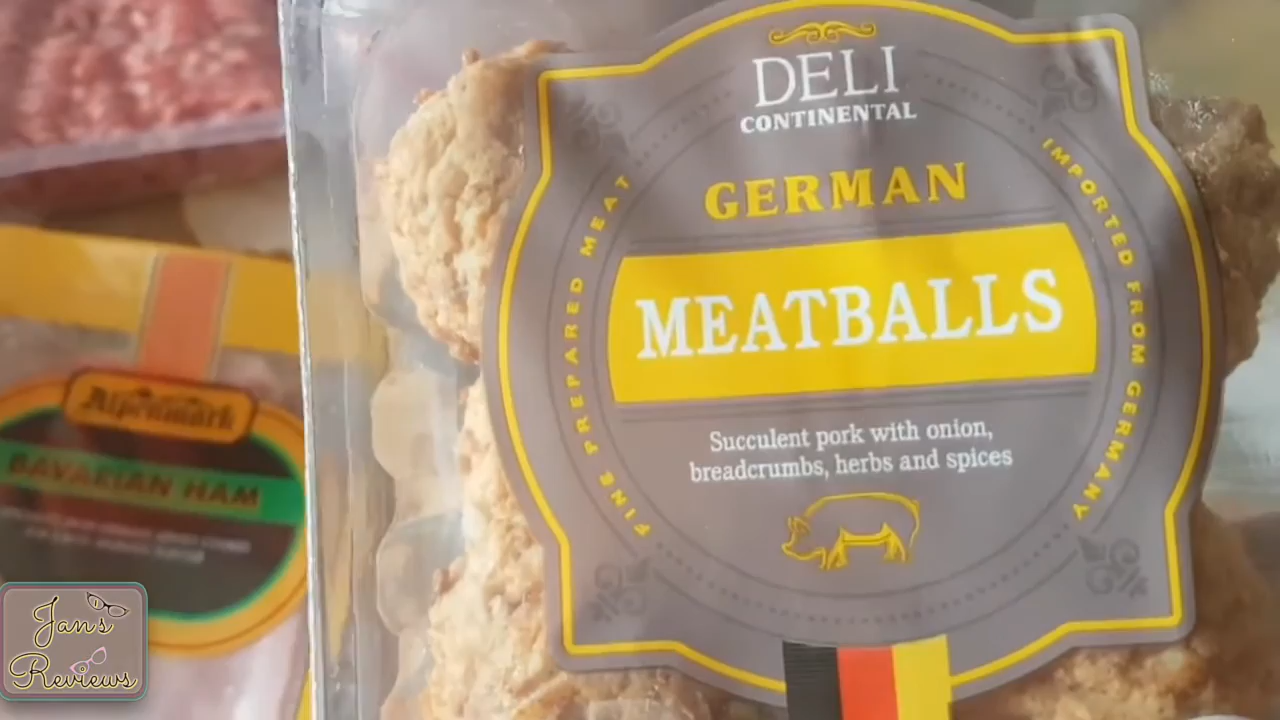 DELI
CONTINENTAL
GERMAN
MEATBALLS
Succulent pork with onion,
breadcrumbs, herbs and spices
FINE PREPARED MEAT
IMPORTED FROM GERMANY
Alpenmark
BAVARIAN HAM
Jan's
Reviews